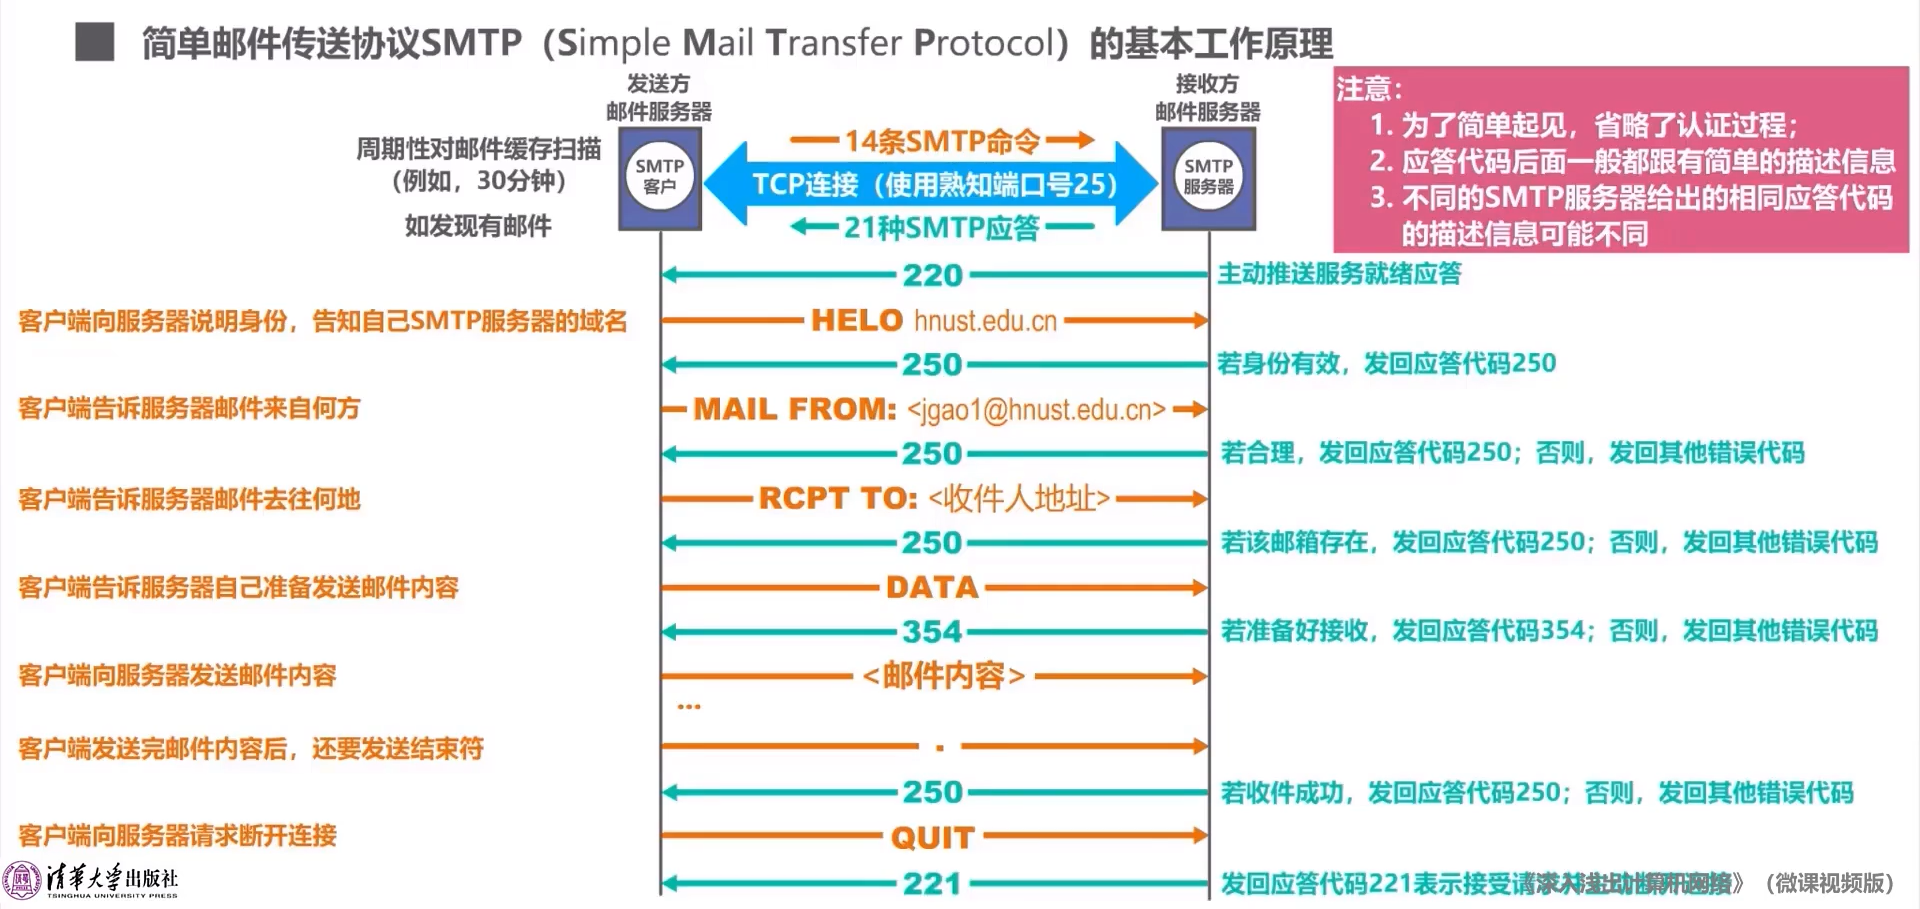 简单邮件传送协议SMTP（Simple Mail Transfer Protocol）的基本工作原理
发送方
邮件服务器
接收方
邮件服务器
注意：
1. 为了简单起见，省略了认证过程；
2. 应答代码后面一般都跟有简单的描述信息
3. 不同的SMTP服务器给出的相同应答代码
的描述信息可能不同
周期性对邮件缓存扫描
（例如，30分钟）
如发现有邮件
SMTP
客户
14条SMTP命令
TCP连接（使用熟知端口号25）
21种SMTP应答
SMTP
服务器
220
主动推送服务就绪应答
客户端向服务器说明身份，告知自己SMTP服务器的域名
HELO hnust.edu.cn
250
若身份有效，发回应答代码250
客户端告诉服务器邮件来自何方
MAIL FROM: <jgao1@hnust.edu.cn>
250
若合理，发回应答代码250；否则，发回其他错误代码
客户端告诉服务器邮件去往何地
RCPT TO: <收件人地址>
250
若该邮箱存在，发回应答代码250；否则，发回其他错误代码
客户端告诉服务器自己准备发送邮件内容
DATA
354
若准备好接收，发回应答代码354；否则，发回其他错误代码
客户端向服务器发送邮件内容
<邮件内容>
...
客户端发送完邮件内容后，还要发送结束符
.
250
若收件成功，发回应答代码250；否则，发回其他错误代码
客户端向服务器请求断开连接
QUIT
221
发回应答代码221表示接受请求
《深入浅出计算机网络》（微课视频版）
清华大学出版社
TSINGHUA UNIVERSITY PRESS